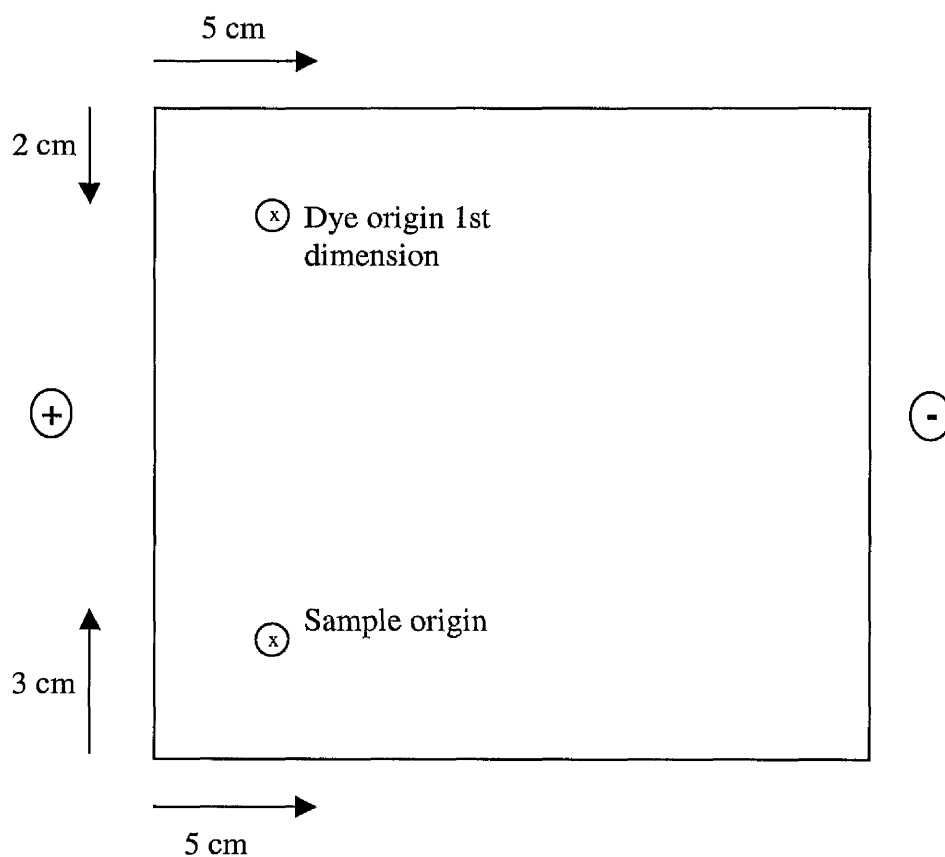 5 cm
2 cm
x Dye origin 1st
dimension
+
-
x Sample origin
3 cm
5 cm